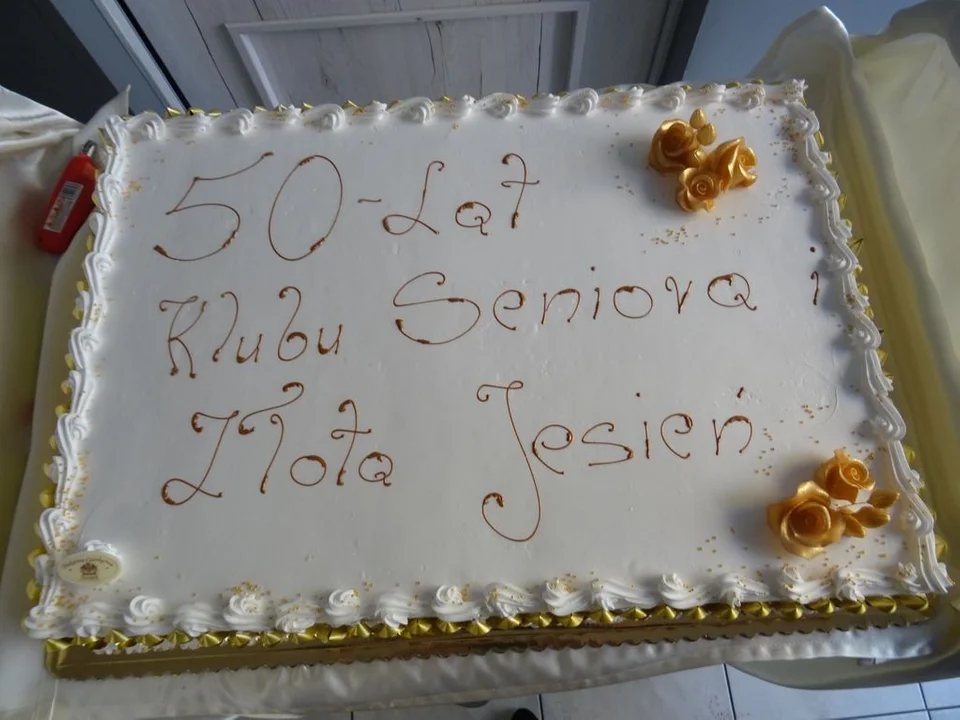 50-Lat
Klubu Seniora i
Złota Jesień